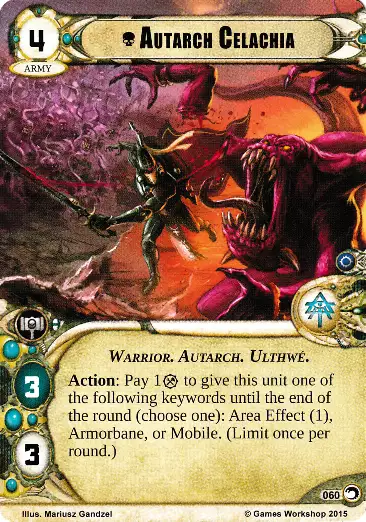 4
ARMY
AUTARCH CELACHIA
WARRIOR. AUTARCH. ULTHWÉ.
3
Action: Pay 1 to give this unit one of
the following keywords until the end of
the round (choose one): Area Effect (1),
Armorbane, or Mobile. (Limit once per
round.)
3
060
Illus. Mariusz Gandzel
© Games Workshop 2015